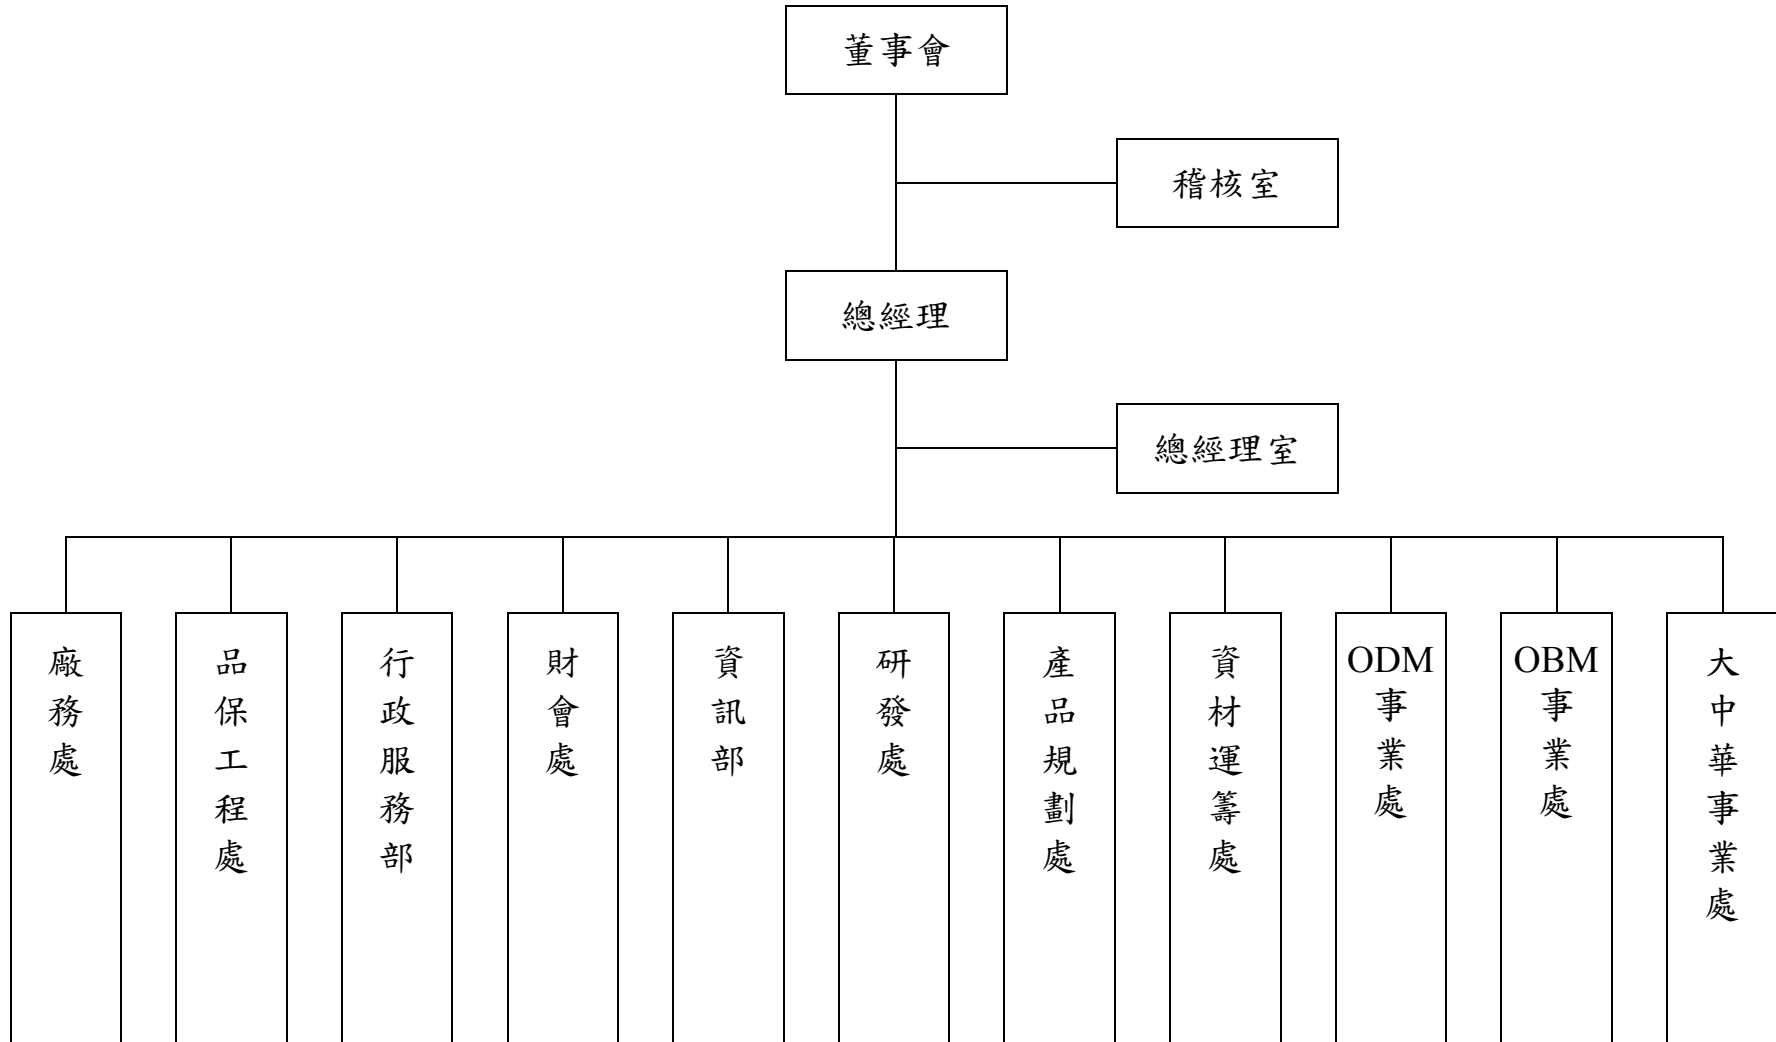 董事會
稽核室
總經理
總經理室
廠務處
品保工程處
行政服務部
財會處
資訊部
研發處
產品規劃處
資材運籌處
ODM事業處
OBM事業處
大中華事業處